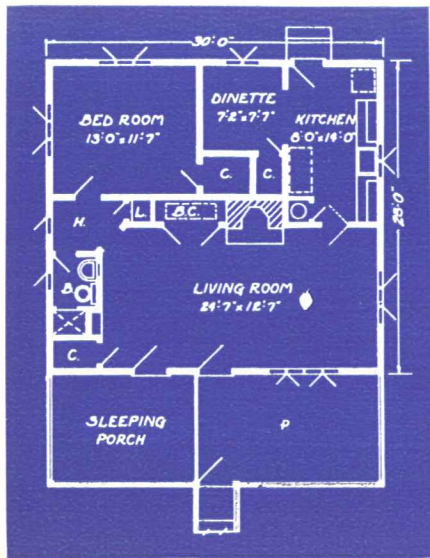 30'-0"
BED ROOM
13'-0" x 11'-7"
DINETTE
7'-2" x 7'-7"
KITCHEN
8'-0" x 14'-0"
28'-0"
C.
C.
H.
L.
B.C.
B.
LIVING ROOM
24'-7" x 12'-7"
C.
SLEEPING
PORCH
P